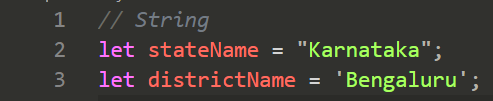 1 // String
2 let stateName = "Karnataka";
3 let districtName = 'Bengaluru';